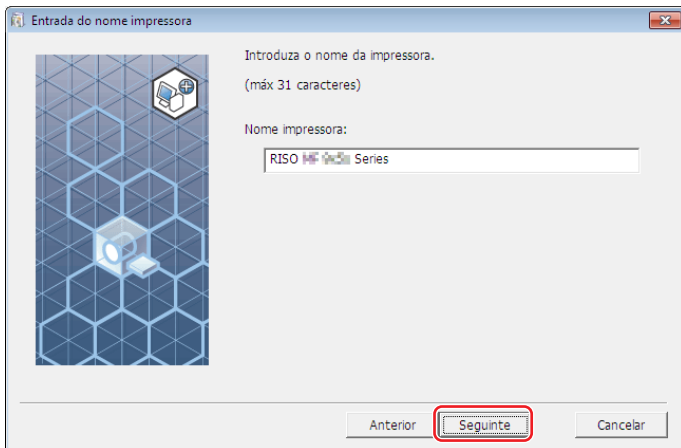 Entrada do nome impressora
Introduza o nome da impressora.
(máx 31 caracteres)
Nome impressora:
RISO Series
Anterior
Seguinte
Cancelar